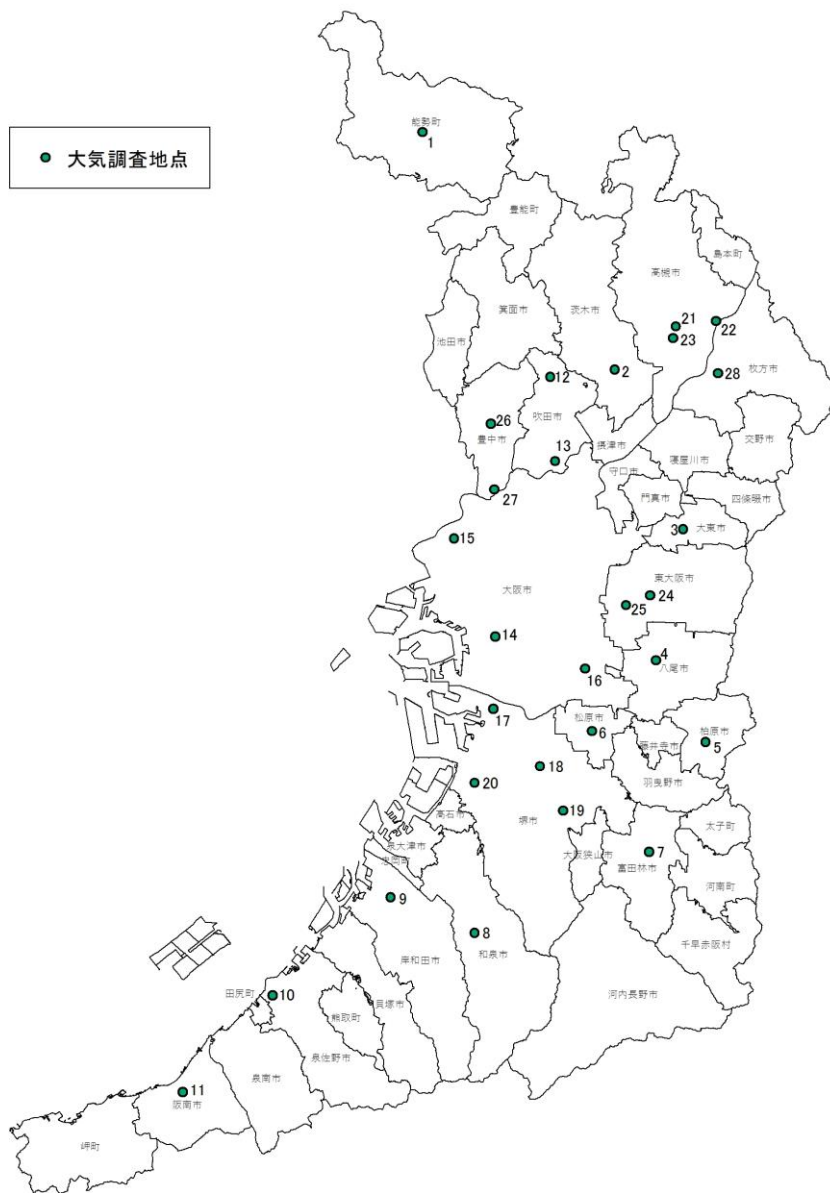 能勢町
1
大気調査地点
豊能町
島本町
高槻市
箕面市
茨木市
池田市
21
22
23
12
2
28
枚方市
26
吹田市
豊中市
13
摂津市
交野市
寝屋川市
守口市
27
門真市
四條畷市
15
3
大東市
東大阪市
大阪市
24
25
14
4
八尾市
16
17
松原市
6
柏原市
藤井寺市
5
18
羽曳野市
20
高石市
19
堺市
太子町
泉大津市
大阪狭山市
7
忠岡町
富田林市
河南町
9
8
和泉市
千早赤阪村
岸和田市
田尻町
10
河内長野市
貝塚市
熊取町
泉佐野市
泉南市
11
阪南市
岬町